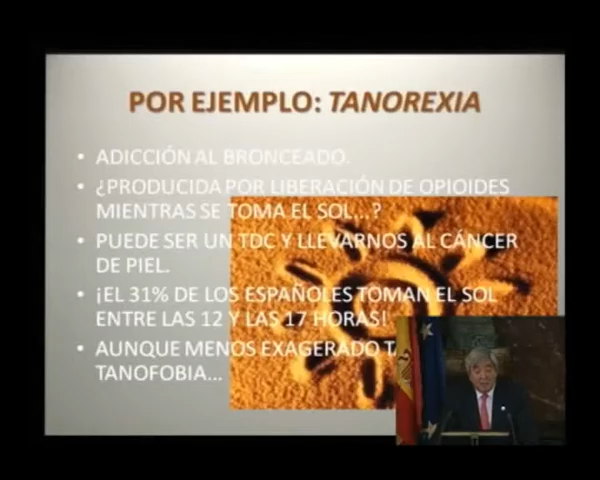 POR EJEMPLO: TANOREXIA
• ADICCIÓN AL BRONCEADO.
• ¿PRODUCIDA POR LIBERACIÓN DE OPIOIDES
MIENTRAS SE TOMA EL SOL...?
• PUEDE SER UN TDC Y LLEVARNOS AL CÁNCER
DE PIEL.
• ¡EL 31% DE LOS ESPAÑOLES TOMAN EL SOL
ENTRE LAS 12 Y LAS 17 HORAS!
• AUNQUE MENOS EXAGERADO
TANOFOBIA...